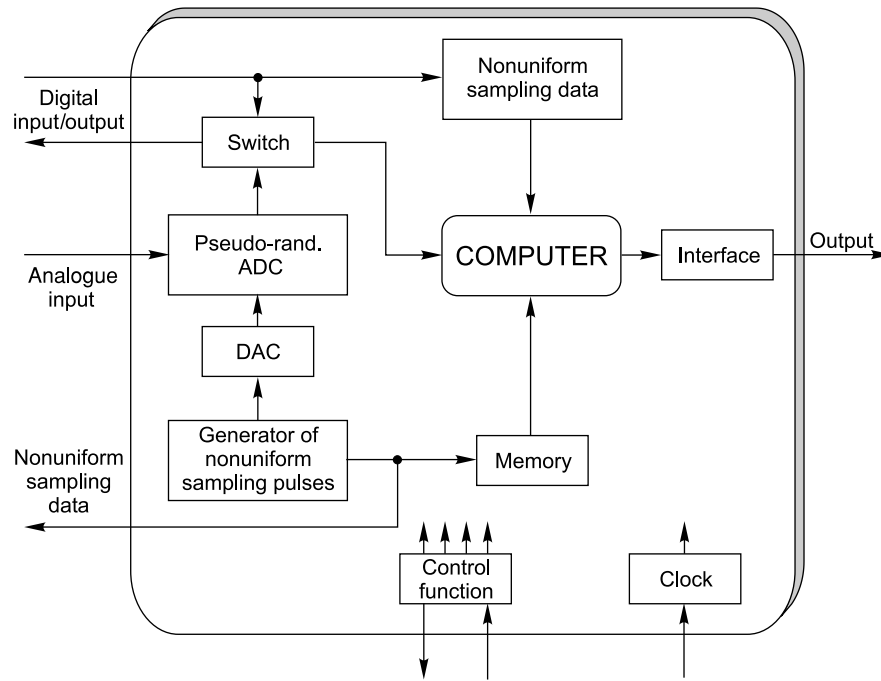 Nonuniform
sampling data
Digital
input/output
Switch
Pseudo-rand.
ADC
COMPUTER
Interface
Output
Analogue
input
DAC
Generator of
nonuniform
sampling pulses
Memory
Nonuniform
sampling
data
Control
function
Clock